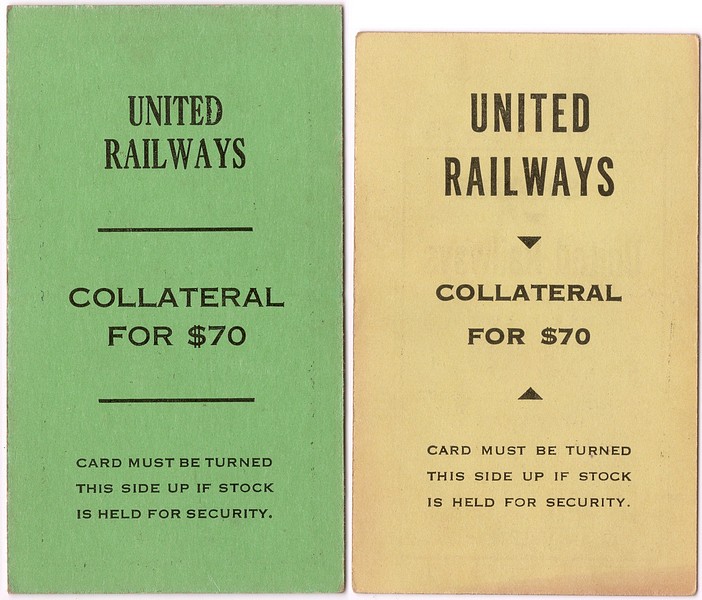 UNITED
RAILWAYS
COLLATERAL
FOR $70
CARD MUST BE TURNED
THIS SIDE UP IF STOCK
IS HELD FOR SECURITY.
UNITED
RAILWAYS
COLLATERAL
FOR $70
CARD MUST BE TURNED
THIS SIDE UP IF STOCK
IS HELD FOR SECURITY.